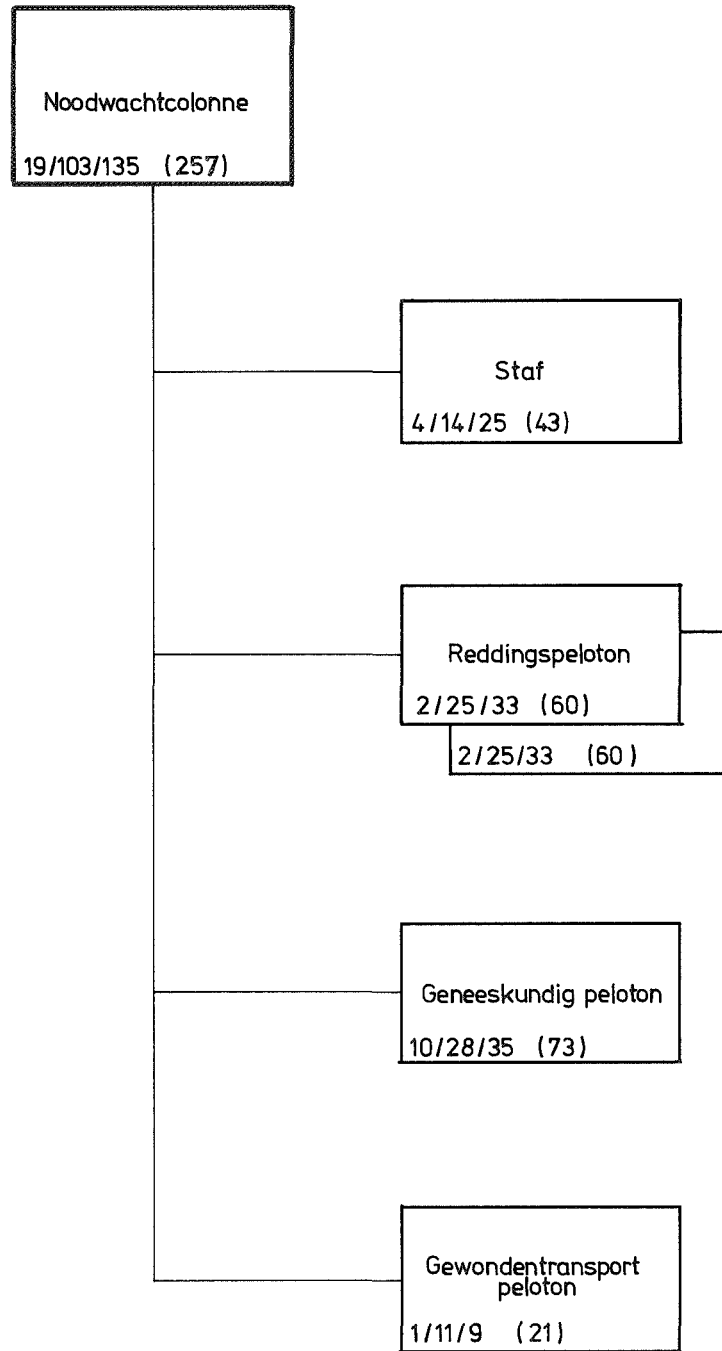 Noodwachtcolonne
19/103/135 (257)
Staf
4/14/25 (43)
Reddingspeloton
2/25/33 (60)
2/25/33 (60)
Geneeskundig peloton
10/28/35 (73)
Gewondentransport
peloton
1/11/9 (21)